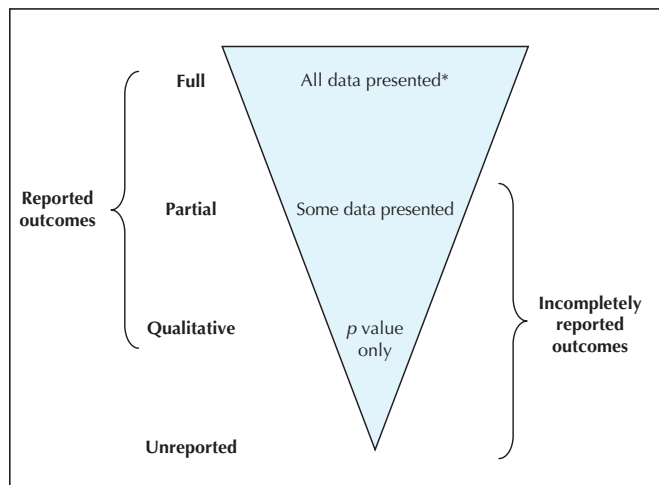 Full
All data presented*
Reported
outcomes
Partial
Some data presented
Qualitative
p value
only
Incompletely
reported
outcomes
Unreported